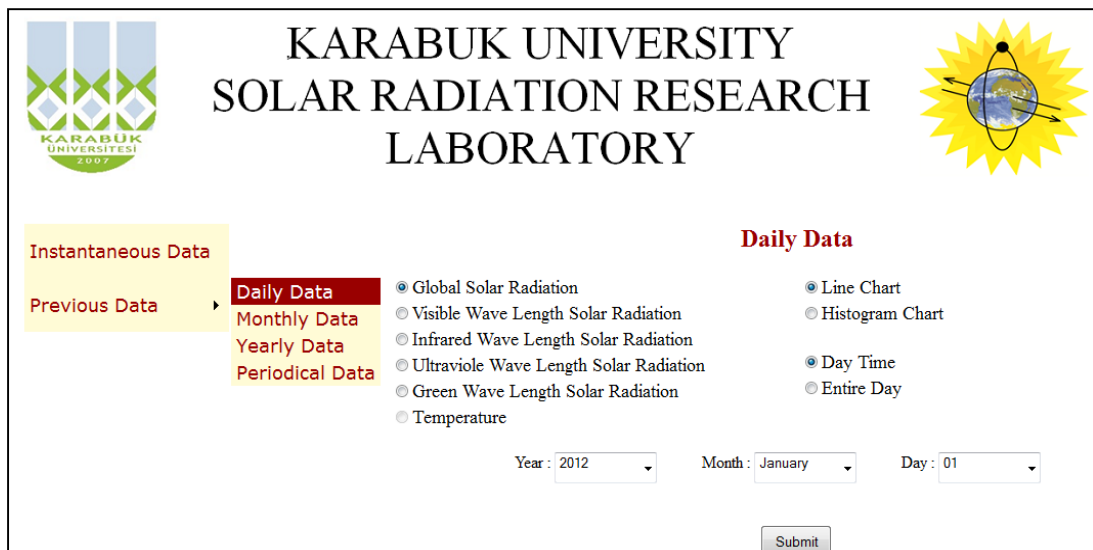 KARABUK UNIVERSITY
SOLAR RADIATION RESEARCH
LABORATORY
KARABÜK
ÜNİVERSİTESİ
2007
Instantaneous Data
Previous Data
Daily Data
Monthly Data
Yearly Data
Periodical Data
Daily Data
Global Solar Radiation
Visible Wave Length Solar Radiation
Infrared Wave Length Solar Radiation
Ultraviole Wave Length Solar Radiation
Green Wave Length Solar Radiation
Temperature
Line Chart
Histogram Chart
Day Time
Entire Day
Year : 2012 Month : January Day : 01
Submit